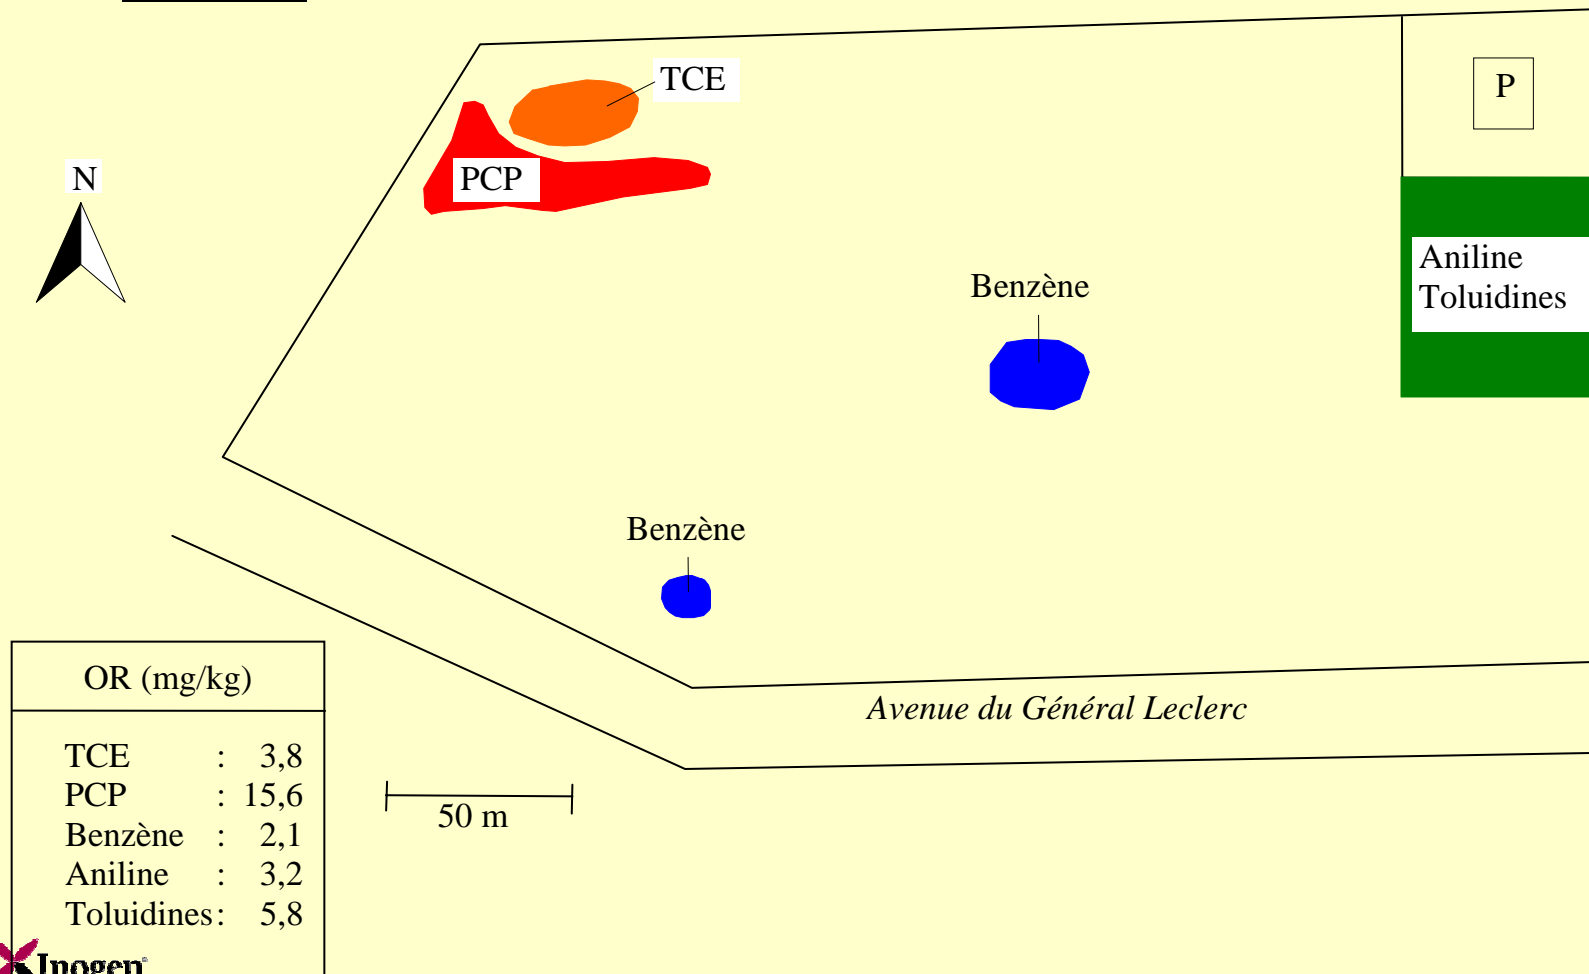 TCE
P
PCP
N
Aniline
Toluidines
Benzène
Benzène
OR (mg/kg)
Avenue du Général Leclerc
TCE : 3,8
PCP : 15,6
Benzène : 2,1
Aniline : 3,2
Toluidines : 5,8
50 m
Inogen